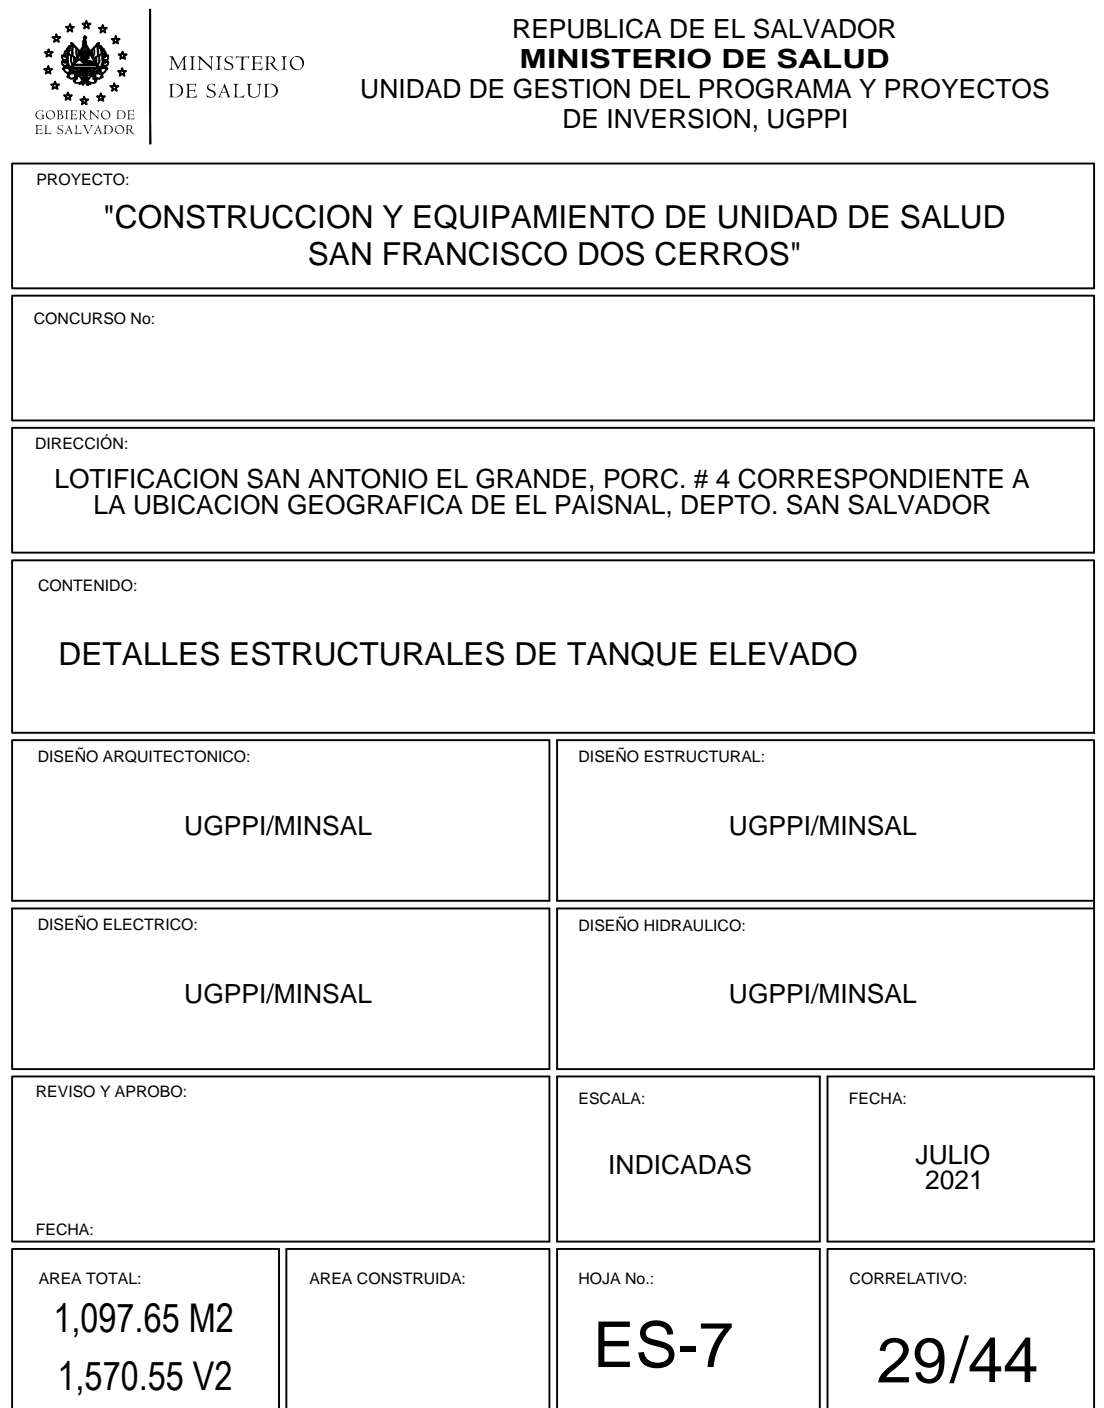 GOBIERNO DE
EL SALVADOR
MINISTERIO
DE SALUD
REPUBLICA DE EL SALVADOR
MINISTERIO DE SALUD
UNIDAD DE GESTION DEL PROGRAMA Y PROYECTOS
DE INVERSION, UGPPI
PROYECTO:
"CONSTRUCCION Y EQUIPAMIENTO DE UNIDAD DE SALUD
SAN FRANCISCO DOS CERROS"
CONCURSO No:
DIRECCIÓN:
LOTIFICACION SAN ANTONIO EL GRANDE, PORC. # 4 CORRESPONDIENTE A
LA UBICACION GEOGRAFICA DE EL PAISNAL, DEPTO. SAN SALVADOR
CONTENIDO:
DETALLES ESTRUCTURALES DE TANQUE ELEVADO
DISEÑO ARQUITECTONICO:
UGPPI/MINSAL
DISEÑO ESTRUCTURAL:
UGPPI/MINSAL
DISEÑO ELECTRICO:
UGPPI/MINSAL
DISEÑO HIDRAULICO:
UGPPI/MINSAL
REVISO Y APROBO:
FECHA:
ESCALA:
INDICADAS
FECHA:
JULIO
2021
AREA TOTAL:
1,097.65 M2
1,570.55 V2
AREA CONSTRUIDA:
HOJA No.:
ES-7
CORRELATIVO:
29/44